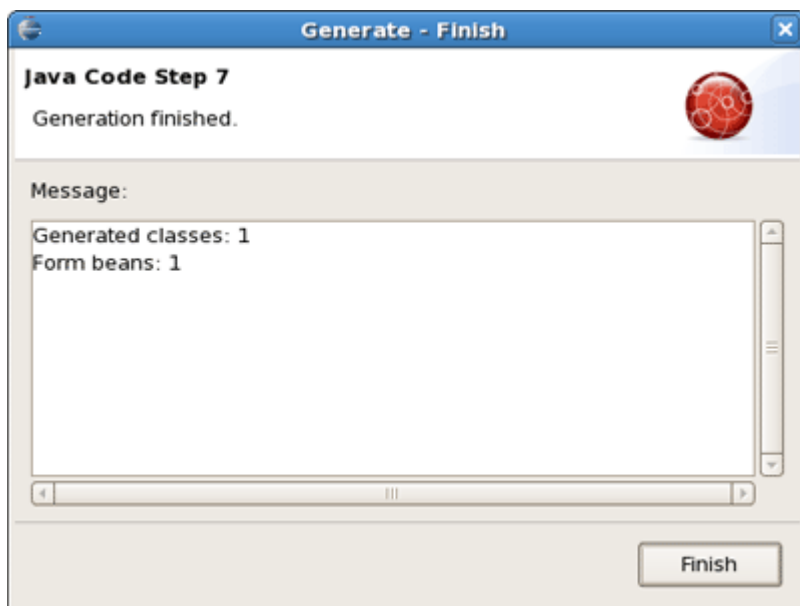 Generate - Finish
Java Code Step 7
Generation finished.
Message:
Generated classes: 1
Form beans: 1
Finish